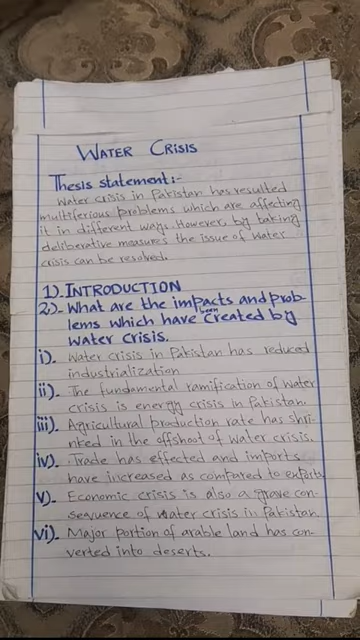 WATER CRISIS
Thesis statement:-
Water crisis in Pakistan has resulted
multiferious problems which are affecting
it in different ways. However, by taking
deliberative measures the issue of water
crisis can be resolved.
1). INTRODUCTION
2).- What are the impacts and prob-
lems which have been created by
water crisis.
i). Water crisis in Pakistan has reduced
industrialization
ii). The fundamental ramification of water
crisis is energy crisis in Pakistan.
iii). Agricultural production rate has shri-
nked in the offshoot of water crisis.
iv). Trade has effected and imports
have increased as compared to exports
v). Economic crisis is also a grave con-
sequence of water crisis in Pakistan
vi). Major portion of arable land has con-
verted into deserts.